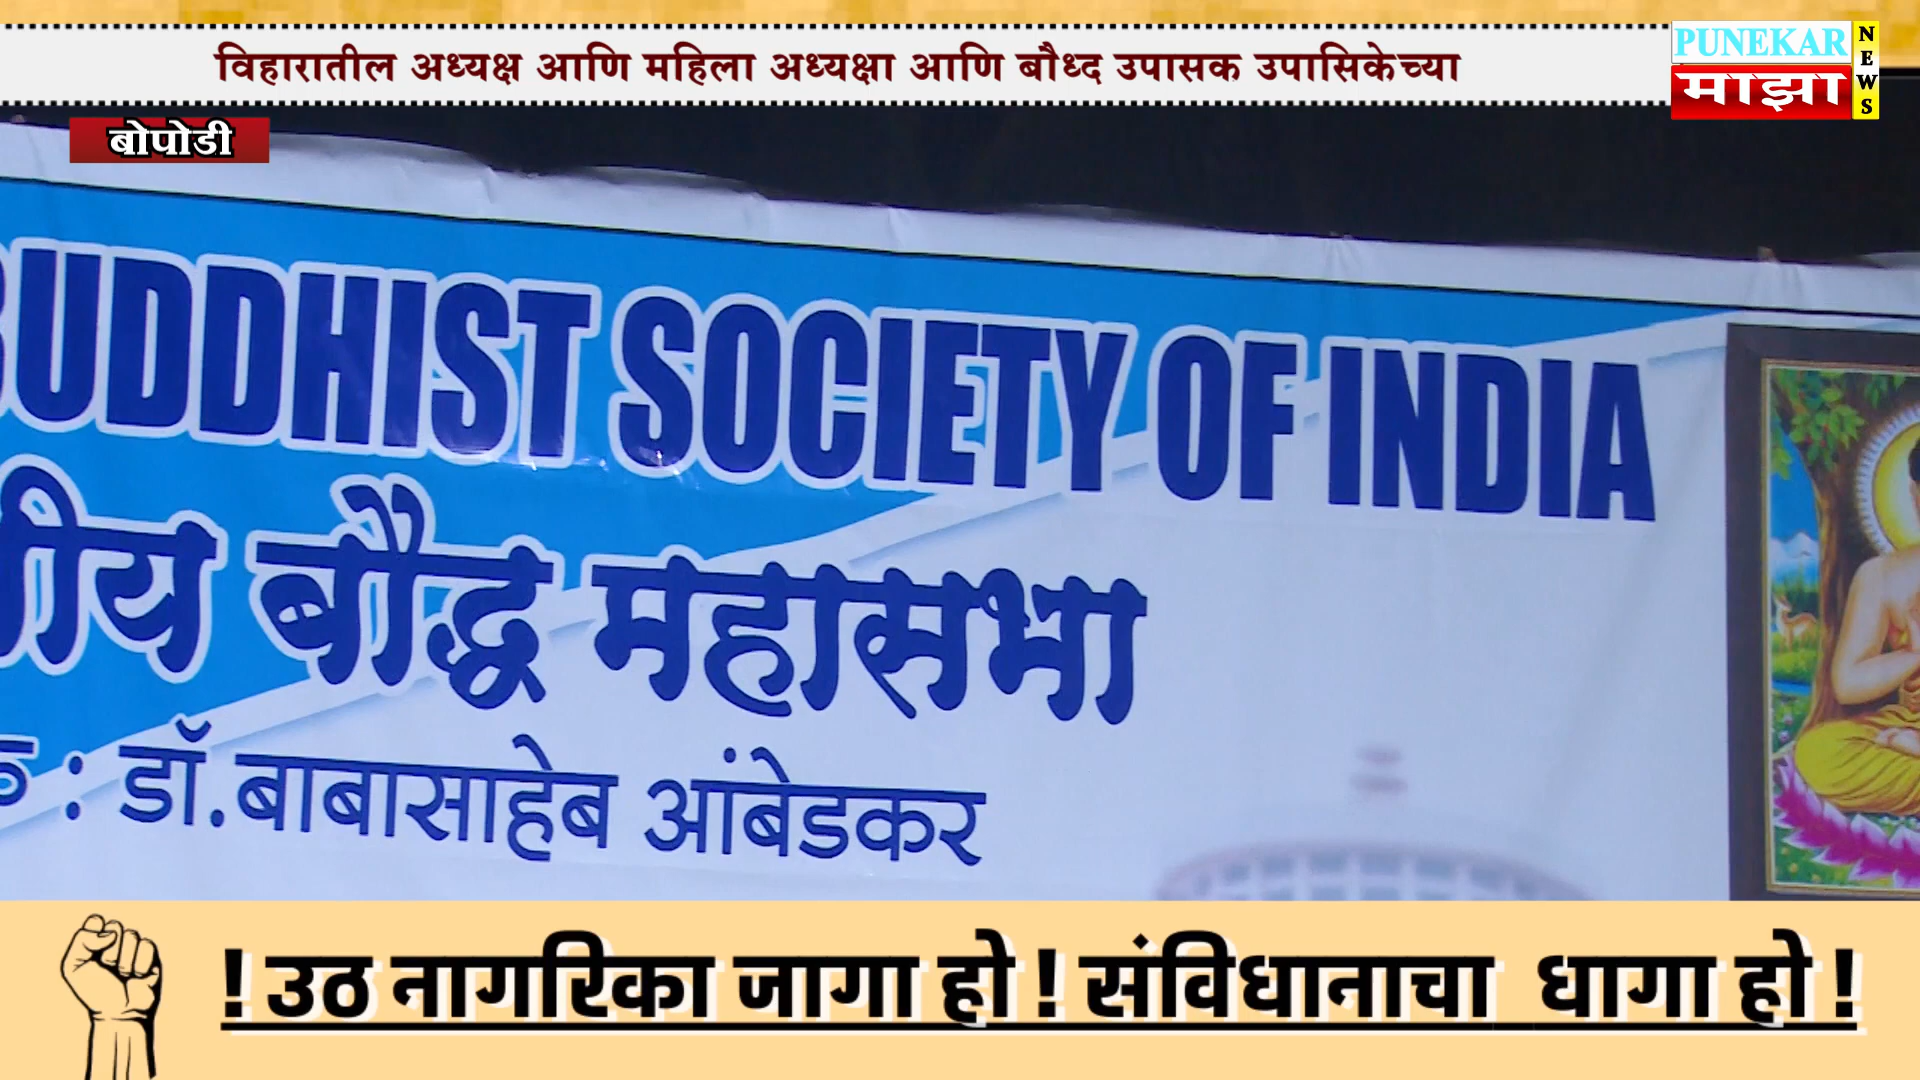 विहारातील अध्यक्ष आणि महिला अध्यक्षा आणि बौध्द उपासक उपासिकेच्या
PUNEKAR
माझा
NEWS
बोपोडी
BUDDHIST SOCIETY OF INDIA
बौद्ध महासभा
: डॉ.बाबासाहेब आंबेडकर
! उठ नागरिका जागा हो ! संविधानाचा धागा हो !